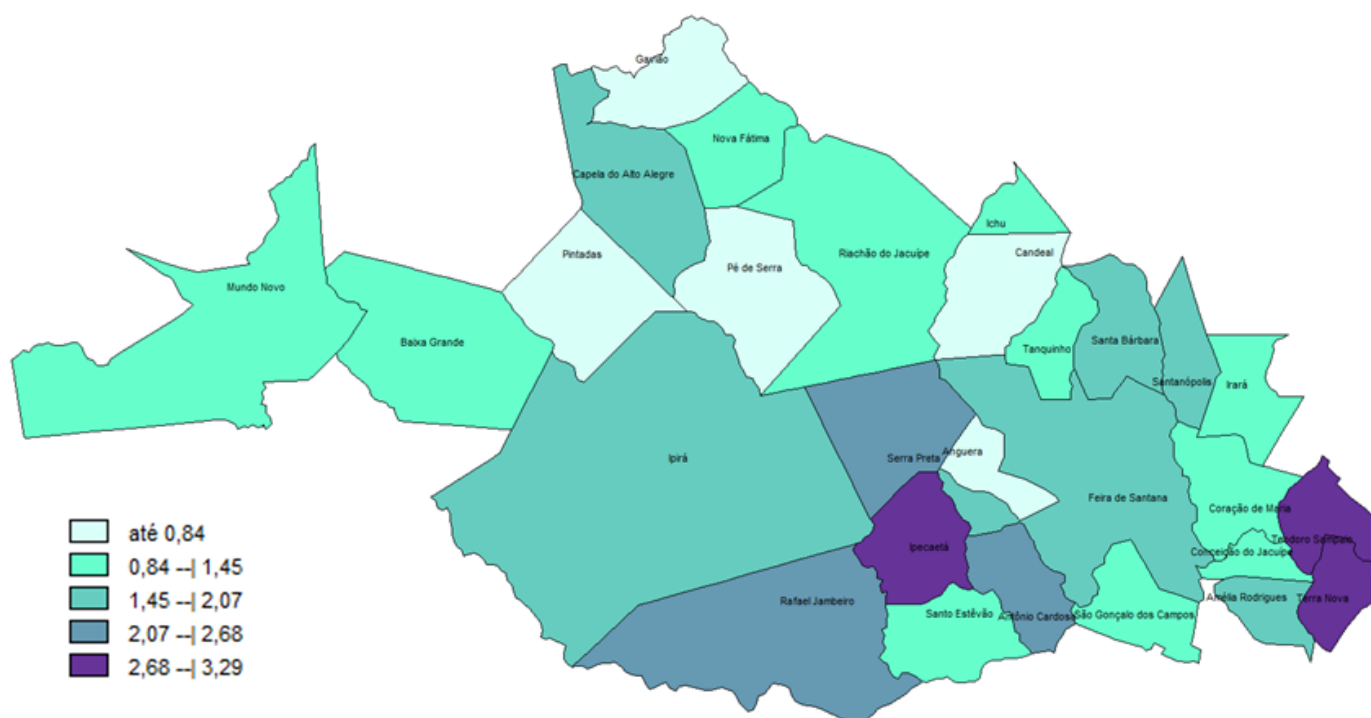 Gavião
Nova Fátima
Capela do Alto Alegre
Ichu
Pintadas
Pé de Serra
Riachão do Jacuípe
Candeal
Mundo Novo
Baixa Grande
Tanquinho
Santa Bárbara
Santanópolis
Irará
Ipirá
Serra Preta
Anguera
Feira de Santana
Coração de Maria
Teodoro Sampaio
Ipecaetá
Conceição do Jacuípe
Rafael Jambeiro
Santo Estêvão
Antônio Cardoso
São Gonçalo dos Campos
Amélia Rodrigues
Terra Nova
até 0,84
0,84 --| 1,45
1,45 --| 2,07
2,07 --| 2,68
2,68 --| 3,29